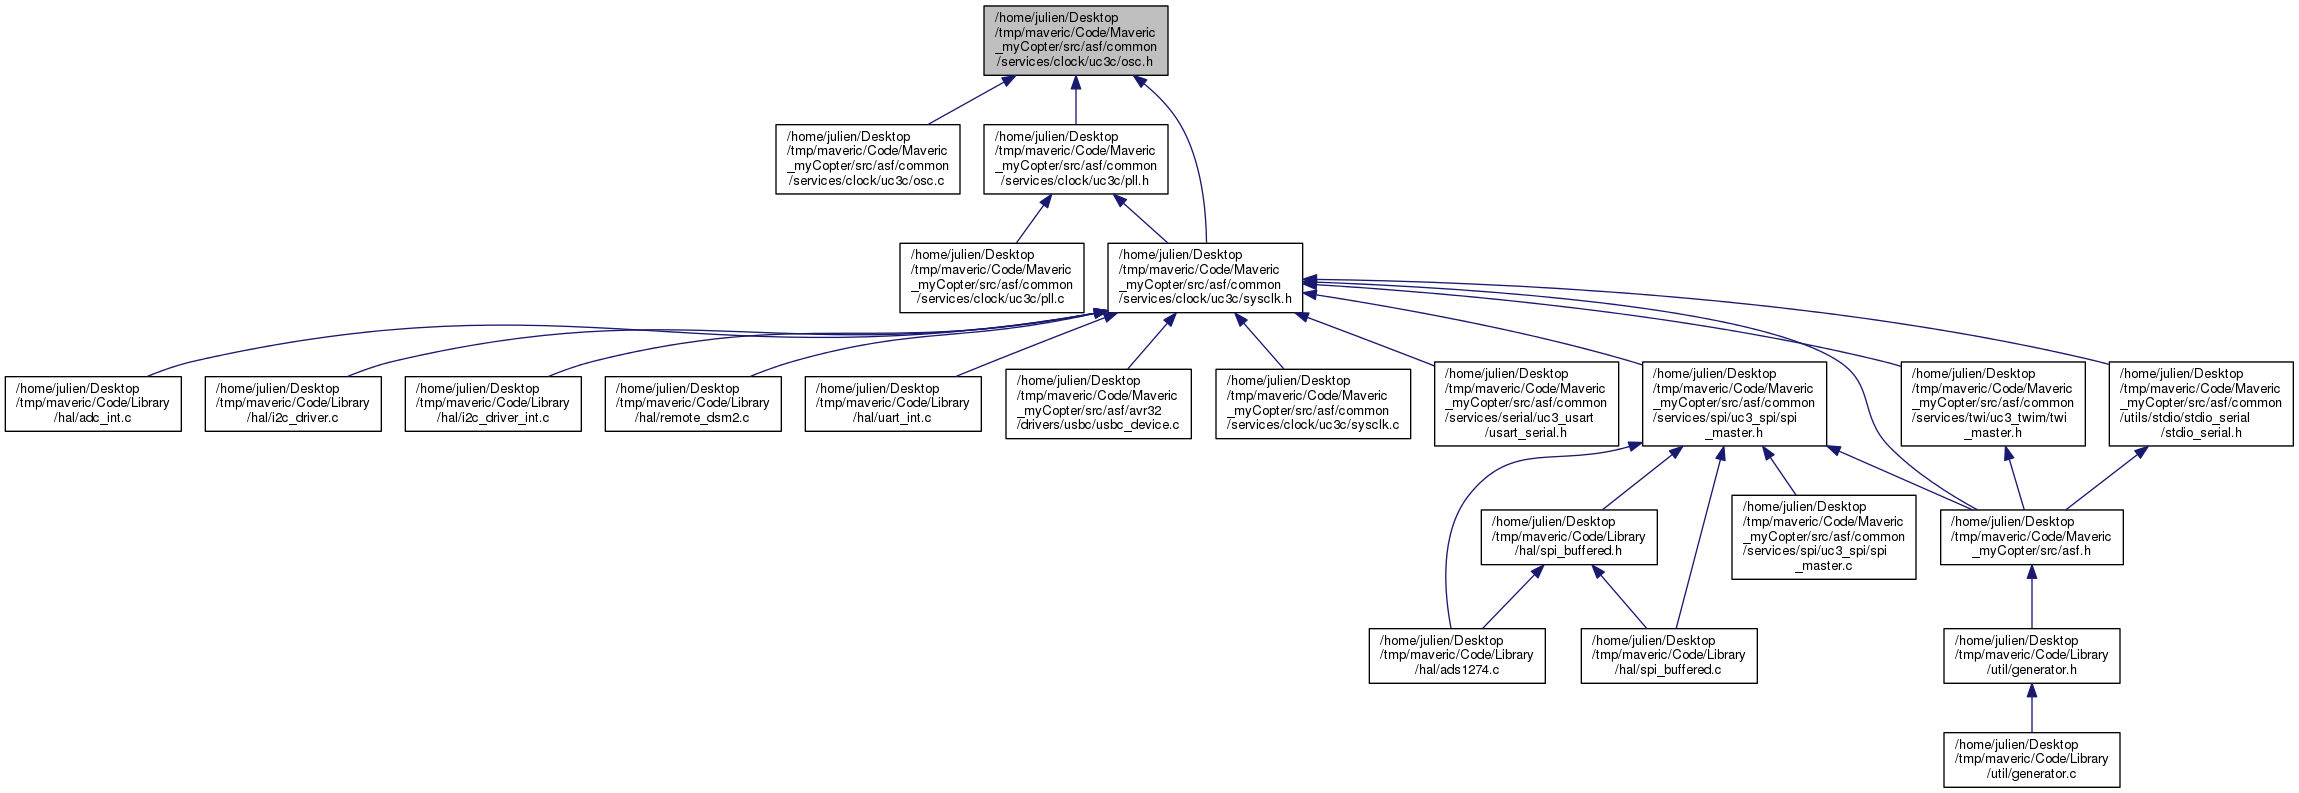 /home/julien/Desktop
/tmp/maveric/Code/Maveric
_myCopter/src/asf/common
/services/clock/uc3c/osc.h
/home/julien/Desktop
/tmp/maveric/Code/Maveric
_myCopter/src/asf/common
/services/clock/uc3c/osc.c
/home/julien/Desktop
/tmp/maveric/Code/Maveric
_myCopter/src/asf/common
/services/clock/uc3c/pll.h
/home/julien/Desktop
/tmp/maveric/Code/Maveric
_myCopter/src/asf/common
/services/clock/uc3c/pll.c
/home/julien/Desktop
/tmp/maveric/Code/Maveric
_myCopter/src/asf/common
/services/clock/uc3c/sysclk.h
/home/julien/Desktop
/tmp/maveric/Code/Library
/hal/adc_int.c
/home/julien/Desktop
/tmp/maveric/Code/Library
/hal/i2c_driver.c
/home/julien/Desktop
/tmp/maveric/Code/Library
/hal/i2c_driver_int.c
/home/julien/Desktop
/tmp/maveric/Code/Library
/hal/remote_dsm2.c
/home/julien/Desktop
/tmp/maveric/Code/Library
/hal/uart_int.c
/home/julien/Desktop
/tmp/maveric/Code/Maveric
_myCopter/src/asf/avr32
/drivers/usbc/usbc_device.c
/home/julien/Desktop
/tmp/maveric/Code/Maveric
_myCopter/src/asf/common
/services/clock/uc3c/sysclk.c
/home/julien/Desktop
/tmp/maveric/Code/Maveric
_myCopter/src/asf/common
/services/serial/uc3_usart
/usart_serial.h
/home/julien/Desktop
/tmp/maveric/Code/Maveric
_myCopter/src/asf/common
/services/spi/uc3_spi/spi
_master.h
/home/julien/Desktop
/tmp/maveric/Code/Maveric
_myCopter/src/asf/common
/services/twi/uc3_twim/twi
_master.h
/home/julien/Desktop
/tmp/maveric/Code/Maveric
_myCopter/src/asf/common
/utils/stdio/stdio_serial
/stdio_serial.h
/home/julien/Desktop
/tmp/maveric/Code/Library
/hal/spi_buffered.h
/home/julien/Desktop
/tmp/maveric/Code/Maveric
_myCopter/src/asf/common
/services/spi/uc3_spi/spi
_master.c
/home/julien/Desktop
/tmp/maveric/Code/Maveric
_myCopter/src/asf.h
/home/julien/Desktop
/tmp/maveric/Code/Library
/hal/ads1274.c
/home/julien/Desktop
/tmp/maveric/Code/Library
/hal/spi_buffered.c
/home/julien/Desktop
/tmp/maveric/Code/Library
/util/generator.h
/home/julien/Desktop
/tmp/maveric/Code/Library
/util/generator.c